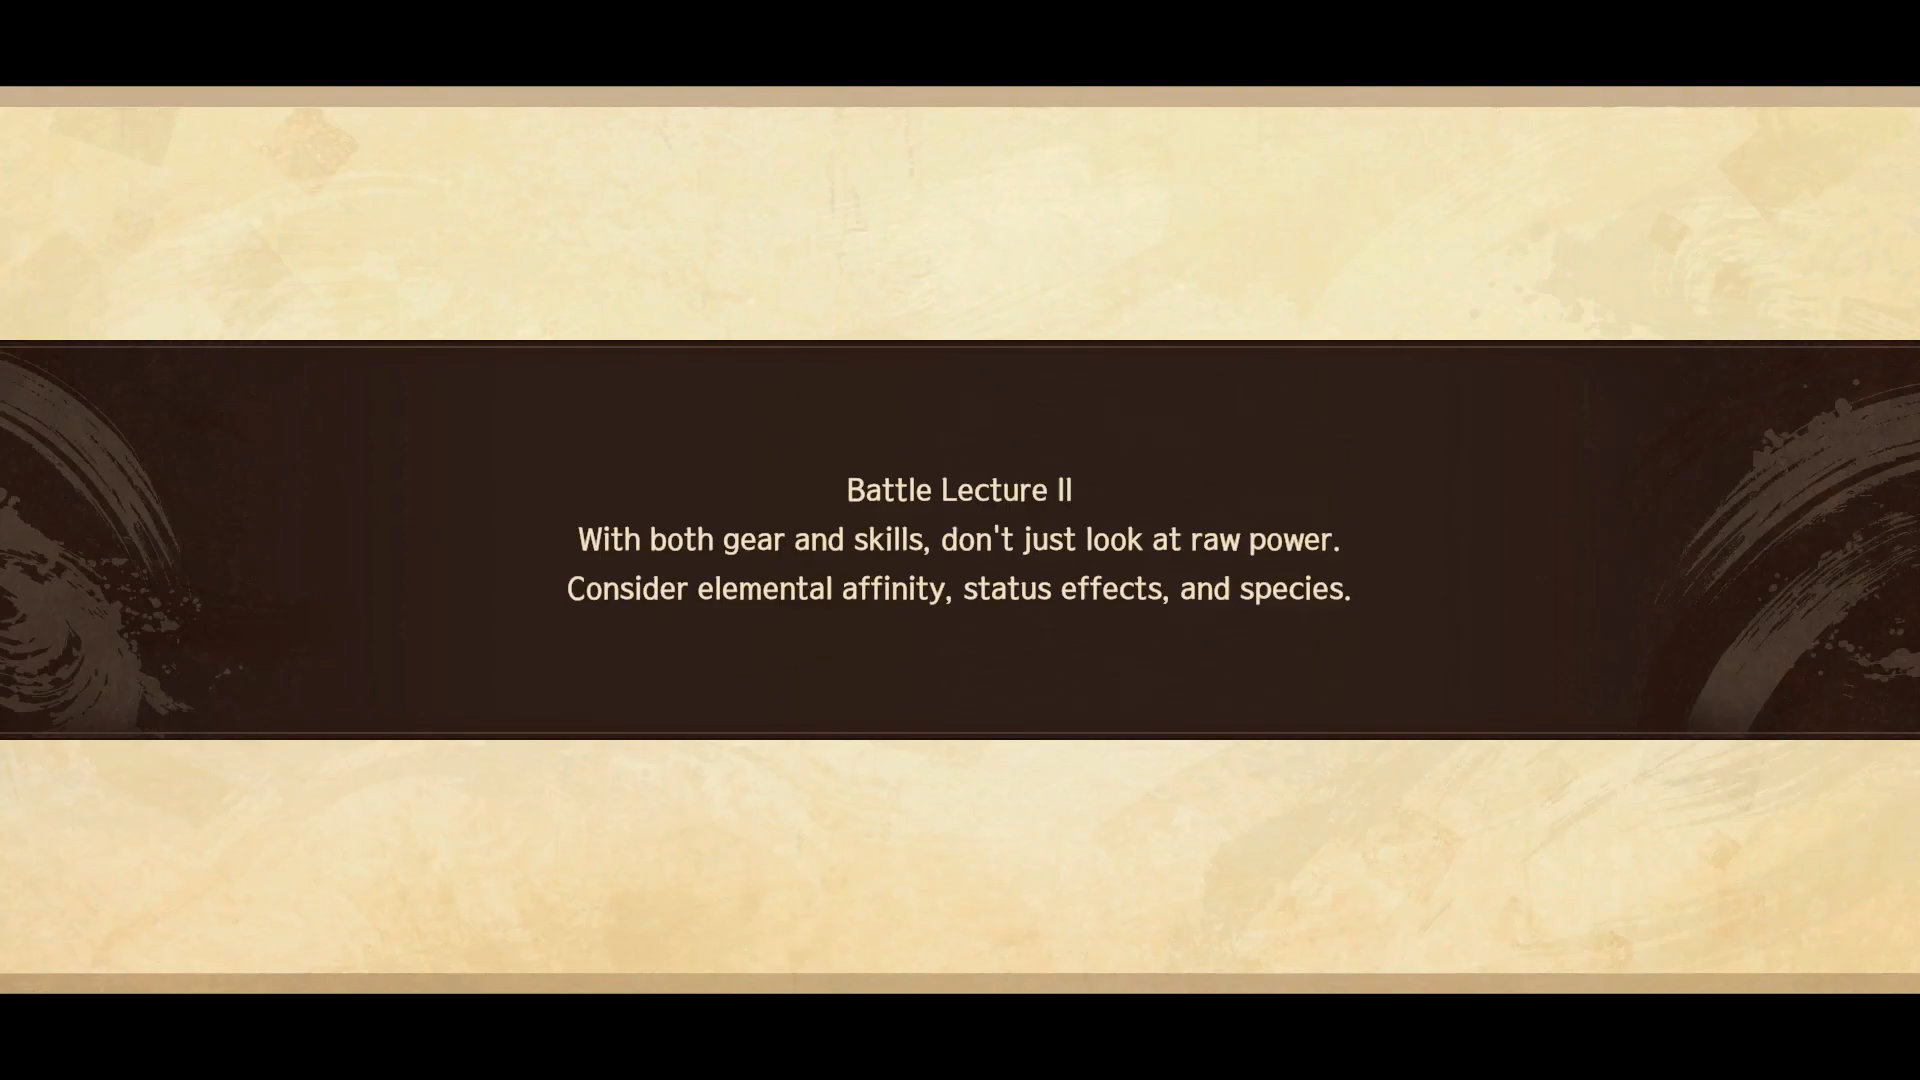 Battle Lecture II
With both gear and skills, don't just look at raw power.
Consider elemental affinity, status effects, and species.